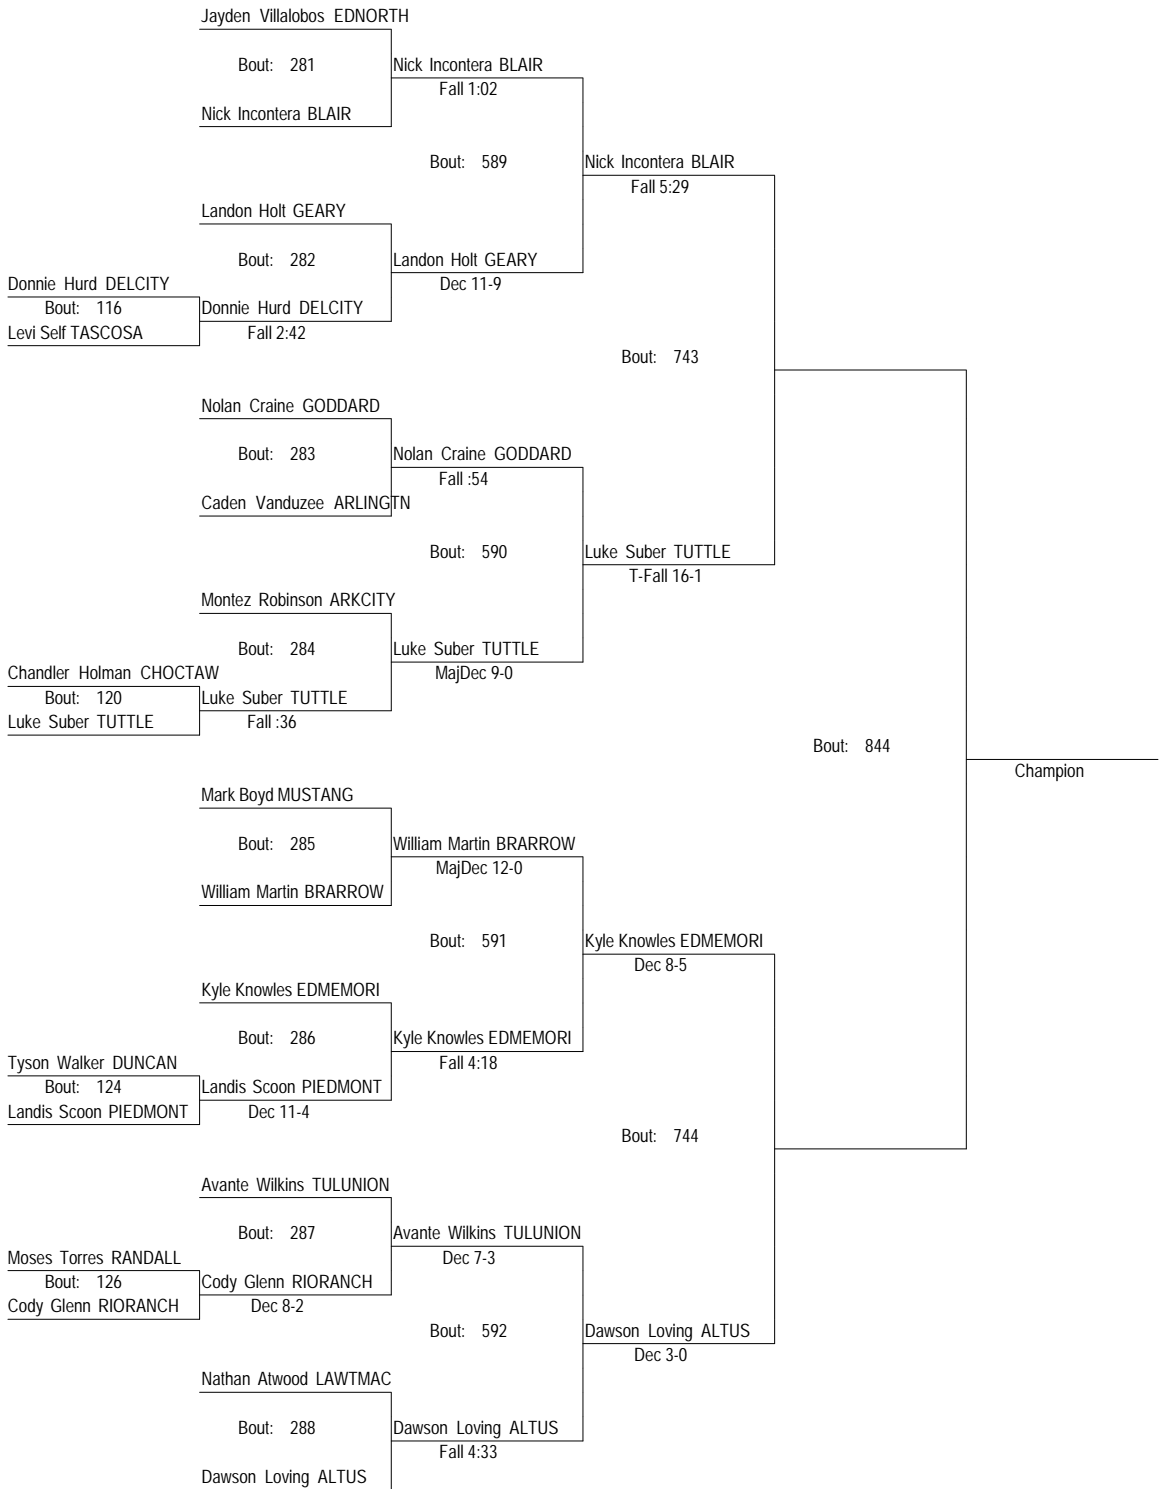 Jayden Villalobos EDNORTH
Bout: 281
Nick Incontera BLAIR
Fall 1:02
Nick Incontera BLAIR
Bout: 589
Nick Incontera BLAIR
Fall 5:29
Landon Holt GEARY
Bout: 282
Landon Holt GEARY
Dec 11-9
Donnie Hurd DELCITY
Bout: 116
Donnie Hurd DELCITY
Levi Self TASCOSA
Fall 2:42
Bout: 743
Nolan Craine GODDARD
Bout: 283
Nolan Craine GODDARD
Fall :54
Caden Vanduzee ARLINGTN
Bout: 590
Luke Suber TUTTLE
T-Fall 16-1
Montez Robinson ARKCITY
Bout: 284
Luke Suber TUTTLE
MajDec 9-0
Chandler Holman CHOCTAW
Bout: 120
Luke Suber TUTTLE
Luke Suber TUTTLE
Fall :36
Bout: 844
Champion
Mark Boyd MUSTANG
Bout: 285
William Martin BRARROW
MajDec 12-0
William Martin BRARROW
Bout: 591
Kyle Knowles EDMEMORI
Dec 8-5
Kyle Knowles EDMEMORI
Bout: 286
Kyle Knowles EDMEMORI
Fall 4:18
Tyson Walker DUNCAN
Bout: 124
Landis Scoon PIEDMONT
Landis Scoon PIEDMONT
Dec 11-4
Bout: 744
Avante Wilkins TULUNION
Bout: 287
Avante Wilkins TULUNION
Dec 7-3
Moses Torres RANDALL
Bout: 126
Cody Glenn RIORANCH
Cody Glenn RIORANCH
Dec 8-2
Bout: 592
Dawson Loving ALTUS
Dec 3-0
Nathan Atwood LAWTMAC
Bout: 288
Dawson Loving ALTUS
Fall 4:33
Dawson Loving ALTUS